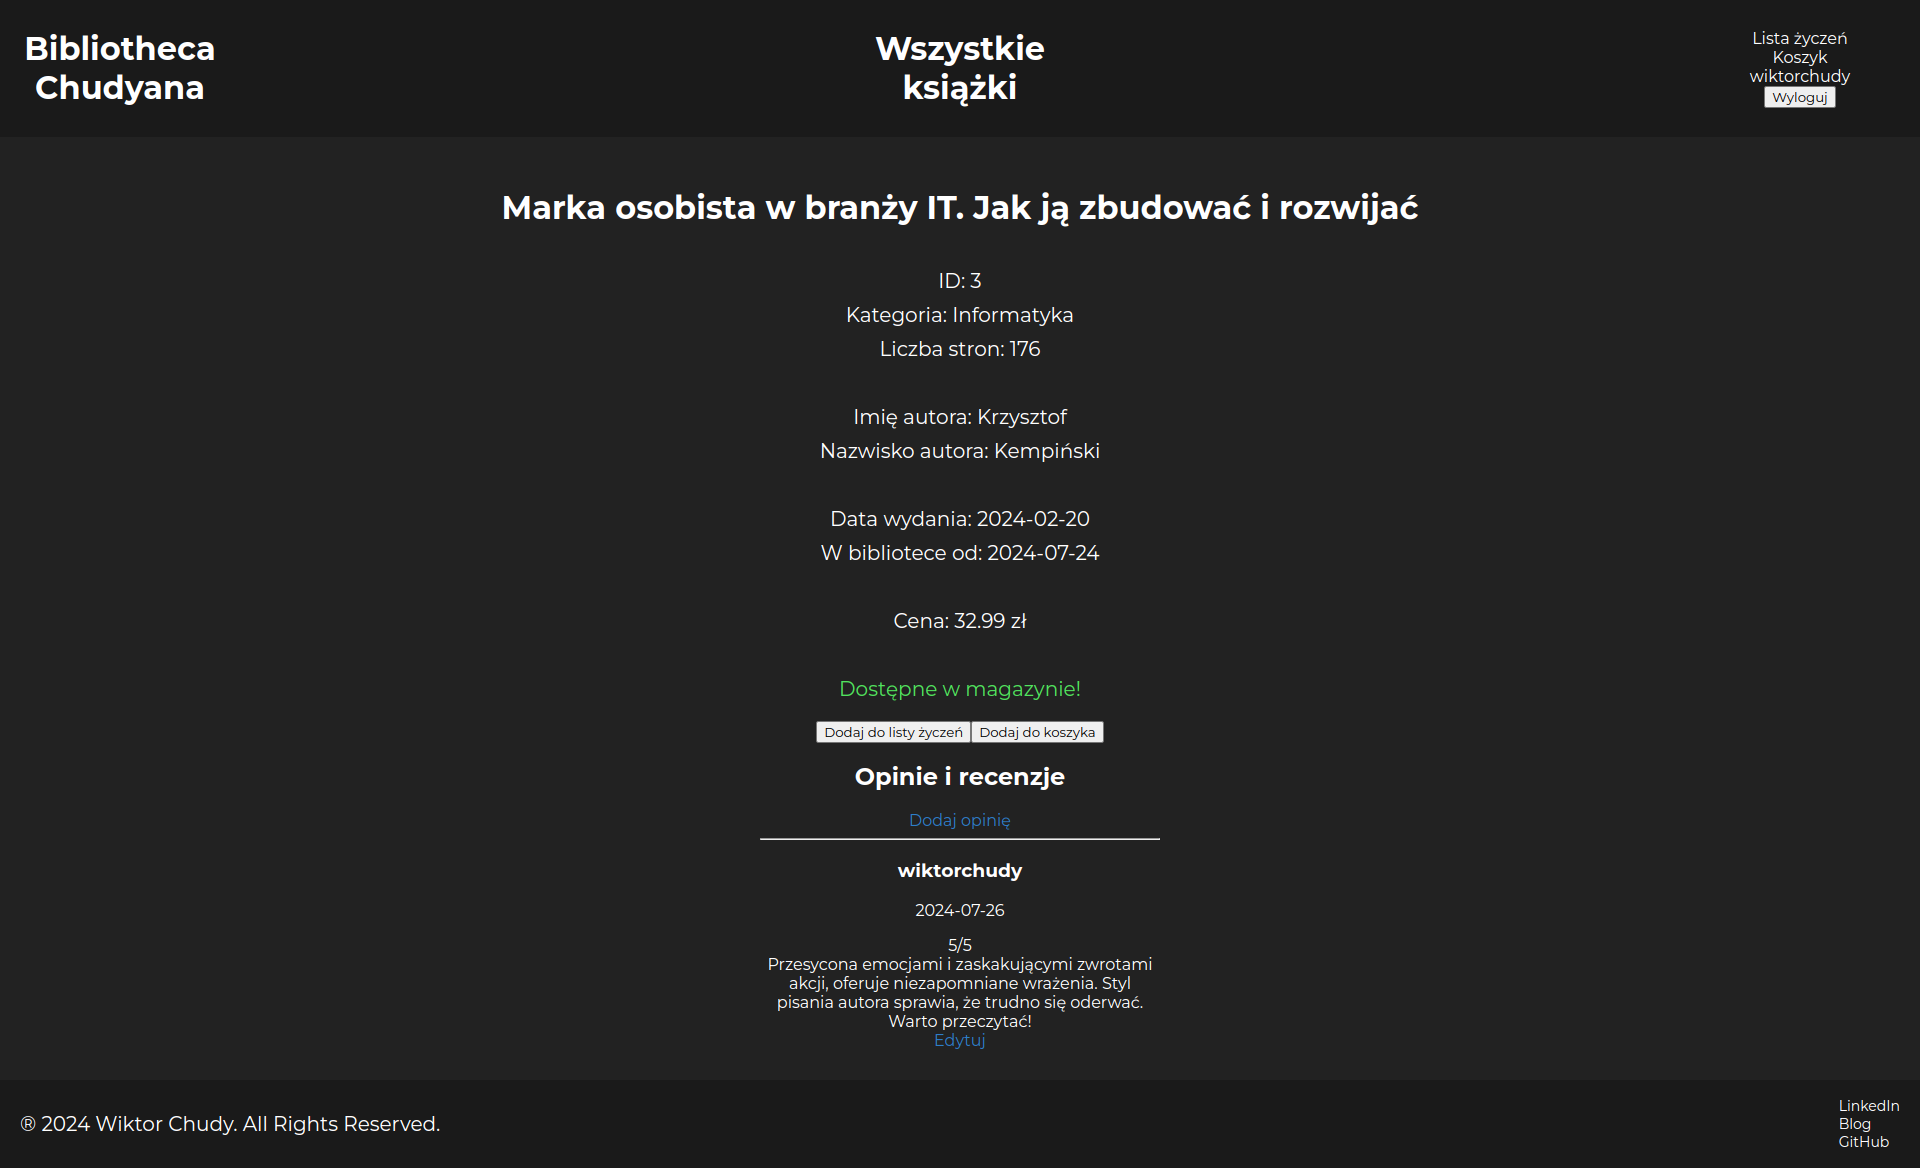 Bibliotheca
Chudyana
Wszystkie
książki
Lista życzeń
Koszyk
wiktorchudy
Wyloguj
Marka osobista w branży IT. Jak ją zbudować i rozwijać
ID: 3
Kategoria: Informatyka
Liczba stron: 176
Imię autora: Krzysztof
Nazwisko autora: Kempiński
Data wydania: 2024-02-20
W bibliotece od: 2024-07-24
Cena: 32.99 zł
Dostępne w magazynie!
Dodaj do listy życzeń Dodaj do koszyka
Opinie i recenzje
Dodaj opinię
wiktorchudy
2024-07-26
5/5
Przesycona emocjami i zaskakującymi zwrotami
akcji, oferuje niezapomniane wrażenia. Styl
pisania autora sprawia, że trudno się oderwać.
Warto przeczytać!
Edytuj
® 2024 Wiktor Chudy. All Rights Reserved.
LinkedIn
Blog
GitHub